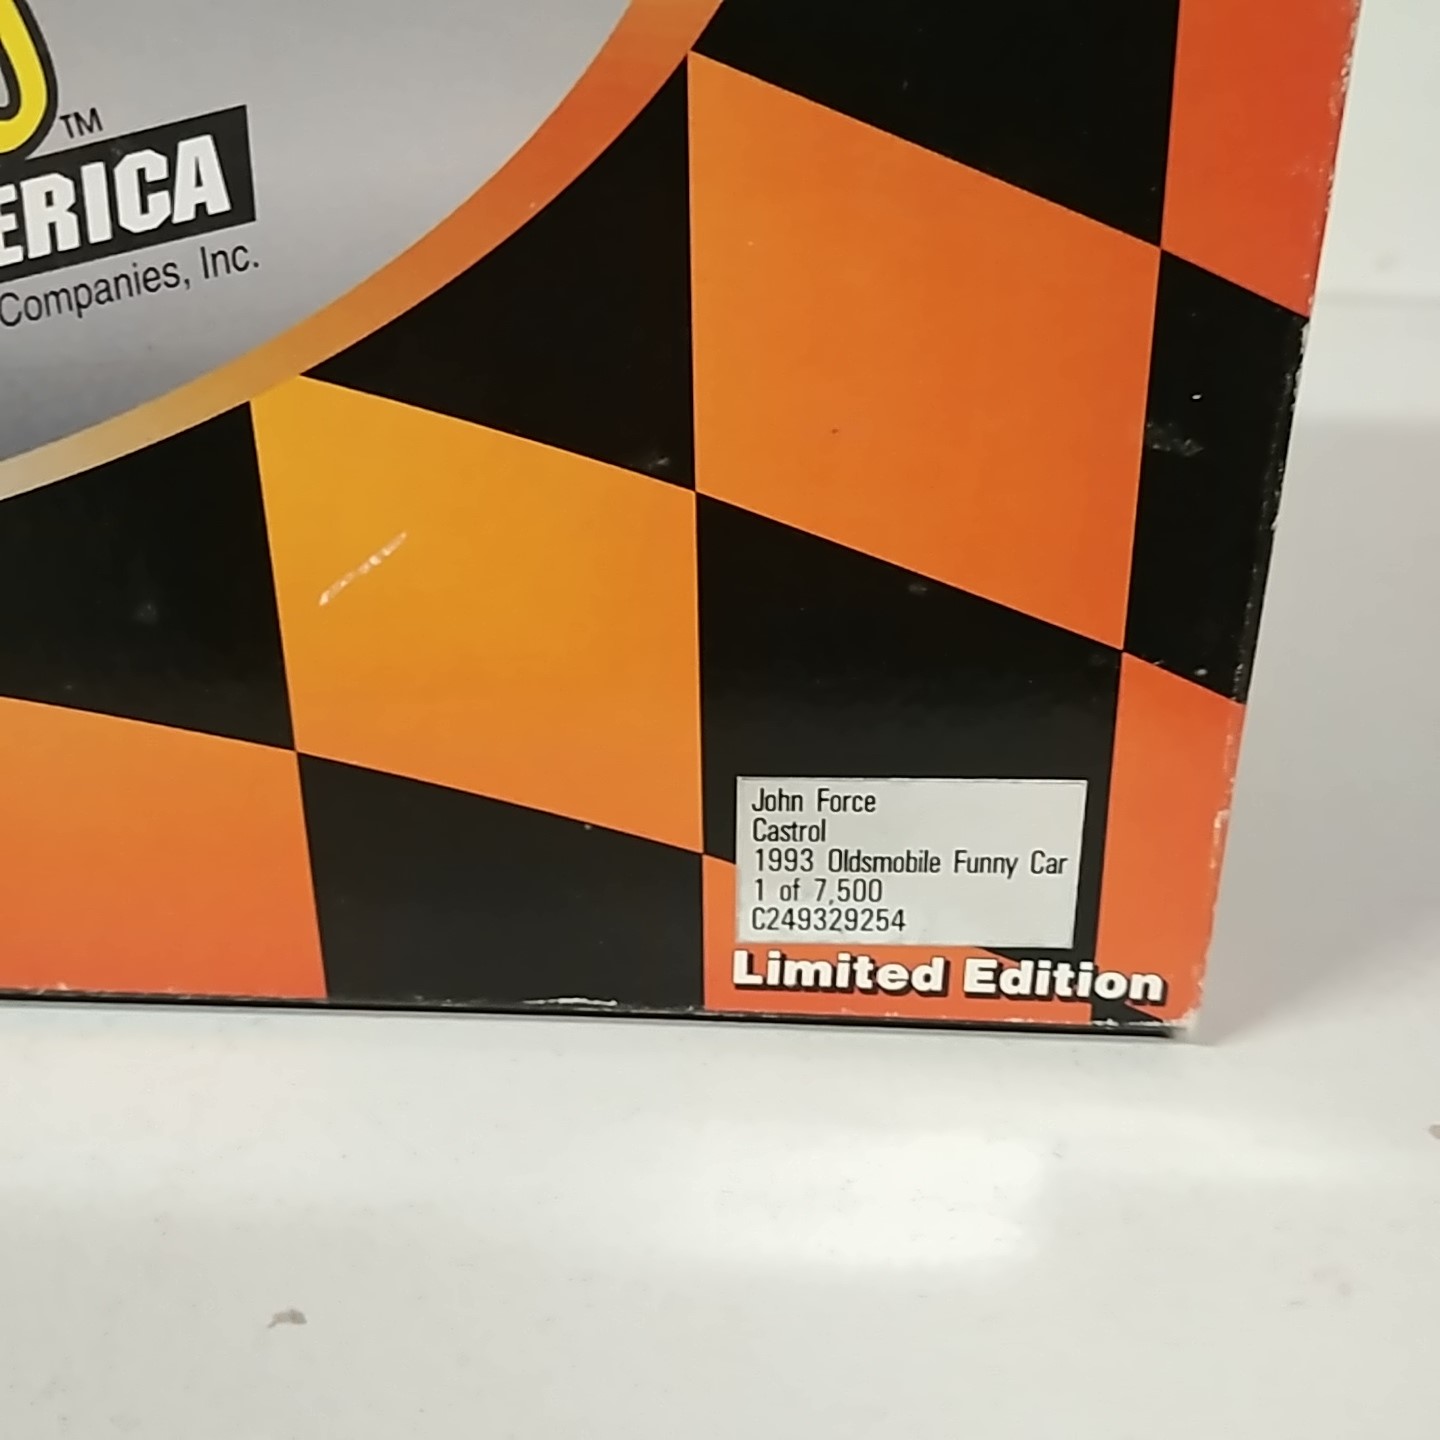 TM
ERICA
Companies, Inc.
John Force
Castrol
1993 Oldsmobile Funny Car
1 of 7,500
C249329254
Limited Edition